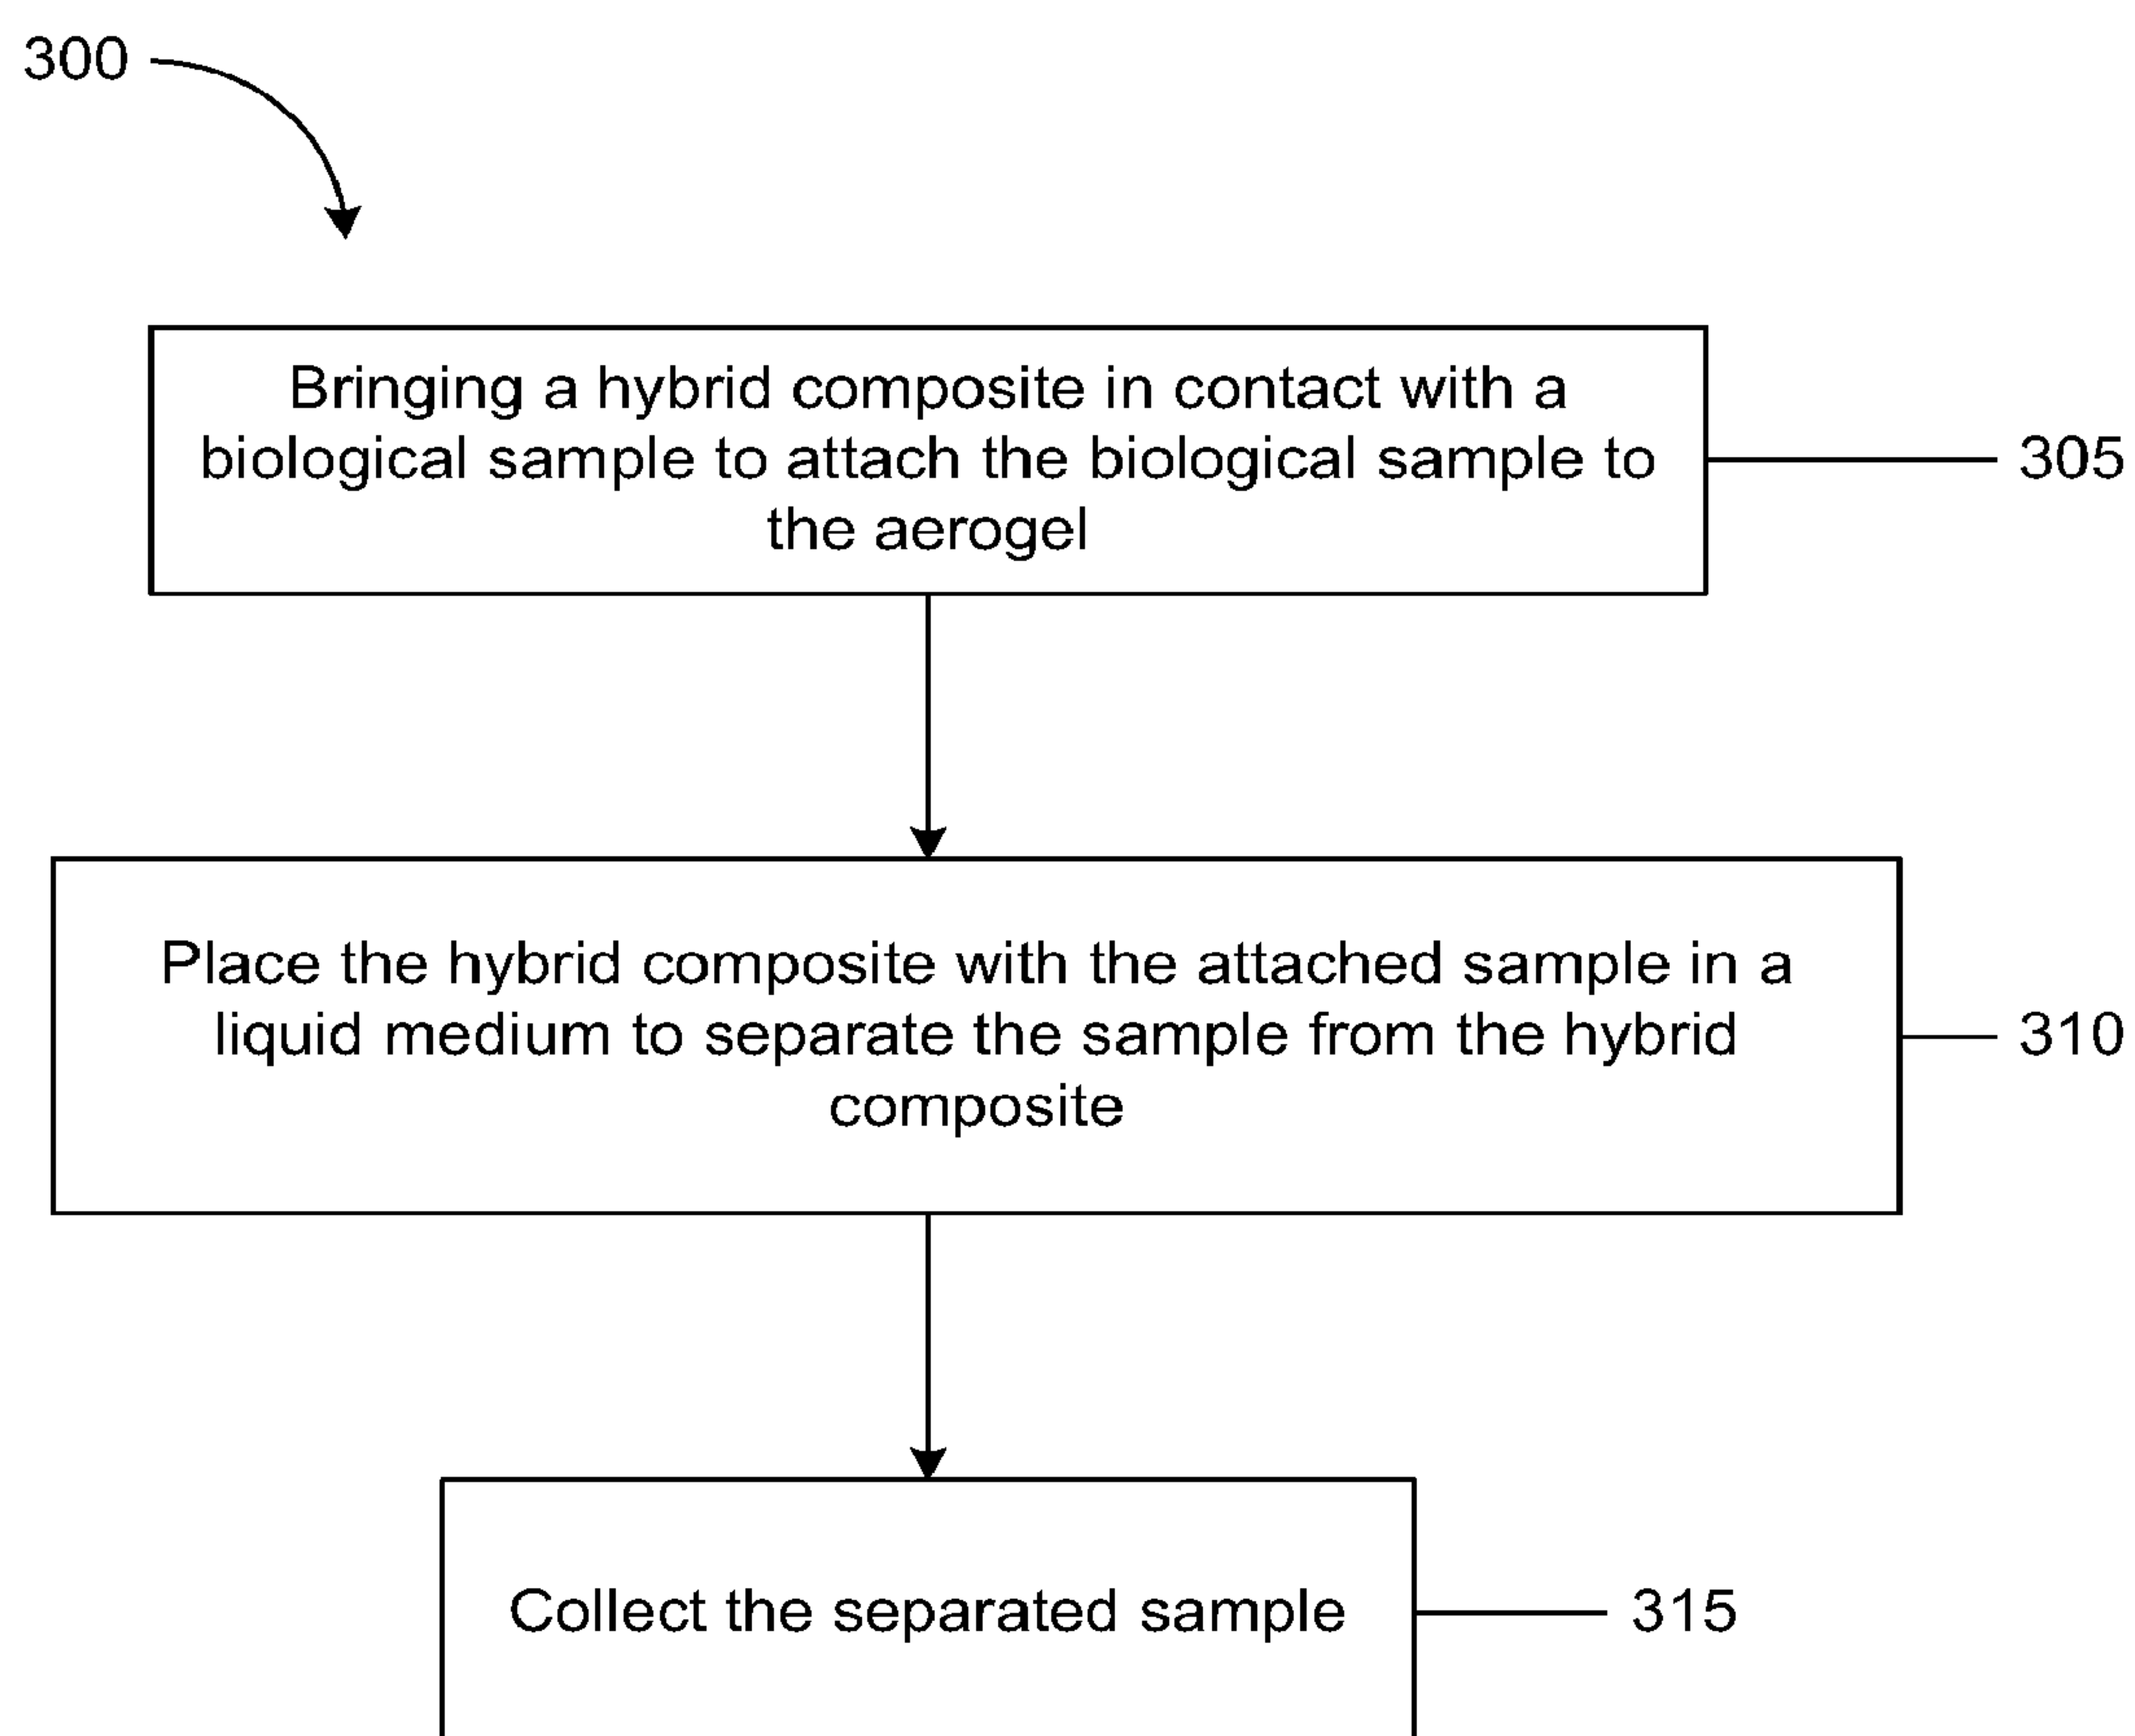 300
Bringing a hybrid composite in contact with a
biological sample to attach the biological sample to
the aerogel
305
Place the hybrid composite with the attached sample in a
liquid medium to separate the sample from the hybrid
composite
310
Collect the separated sample
315